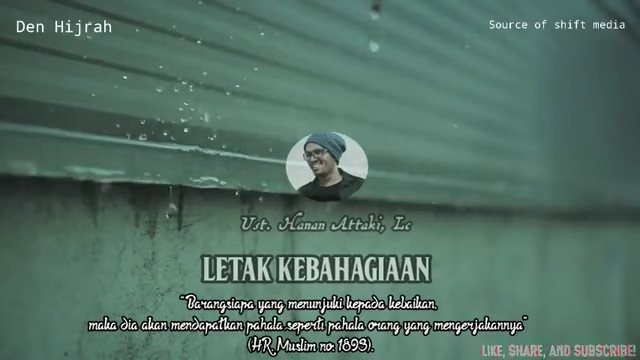 Den Hijrah
Source of shift media
Ust. Hanan Attaki, Lc
LETAK KEBAHAGIAAN
"Barangsiapa yang menunjuki kepada kebaikan,
maka dia akan mendapatkan pahala seperti pahala orang yang mengerjakannya"
(HR. Muslim no: 1893).
LIKE, SHARE, AND SUBSCRIBE!